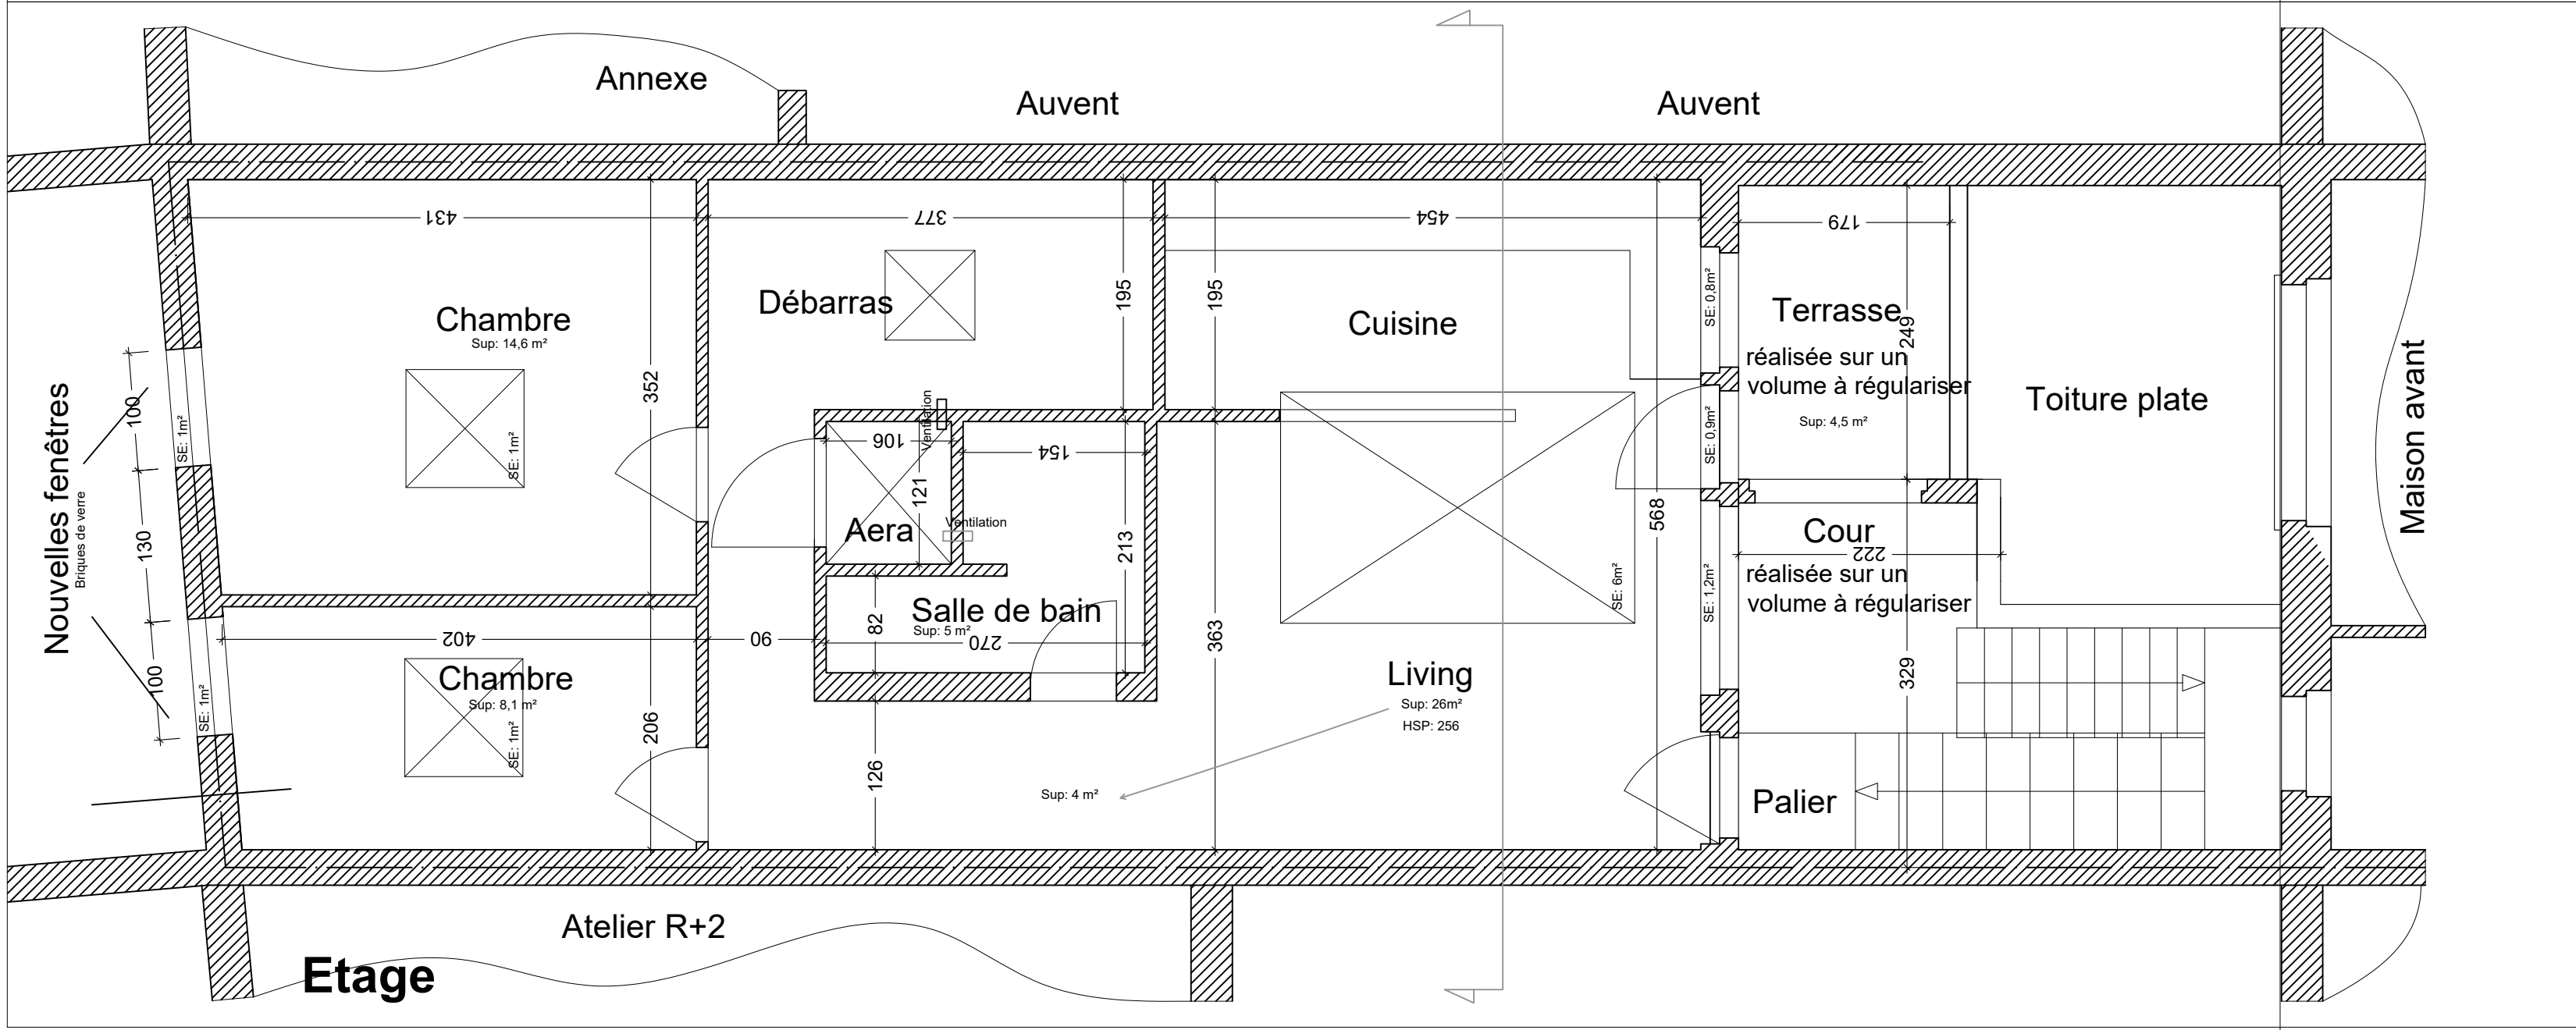 Annexe
Auvent
Auvent
431
377
454
179
Chambre
Sup: 14,6 m²
SE: 1m²
352
Débarras
195
195
Cuisine
SE: 0,8m²
Terrasse
249
réalisée sur un
volume à régulariser
Sup: 4,5 m²
Toiture plate
Maison avant
Nouvelles fenêtres
Briques de verre
100
130
100
SE: 1m²
SE: 1m²
Ventilation
106
154
121
Aera
Ventilation
213
SE: 0,9m²
568
SE: 6m²
SE: 1,2m²
Cour
222
réalisée sur un
volume à régulariser
402
90
82
Salle de bain
Sup: 5 m²
270
363
329
Chambre
Sup: 8,1 m²
SE: 1m²
206
126
Living
Sup: 26m²
HSP: 256
Sup: 4 m²
Palier
Atelier R+2
Etage